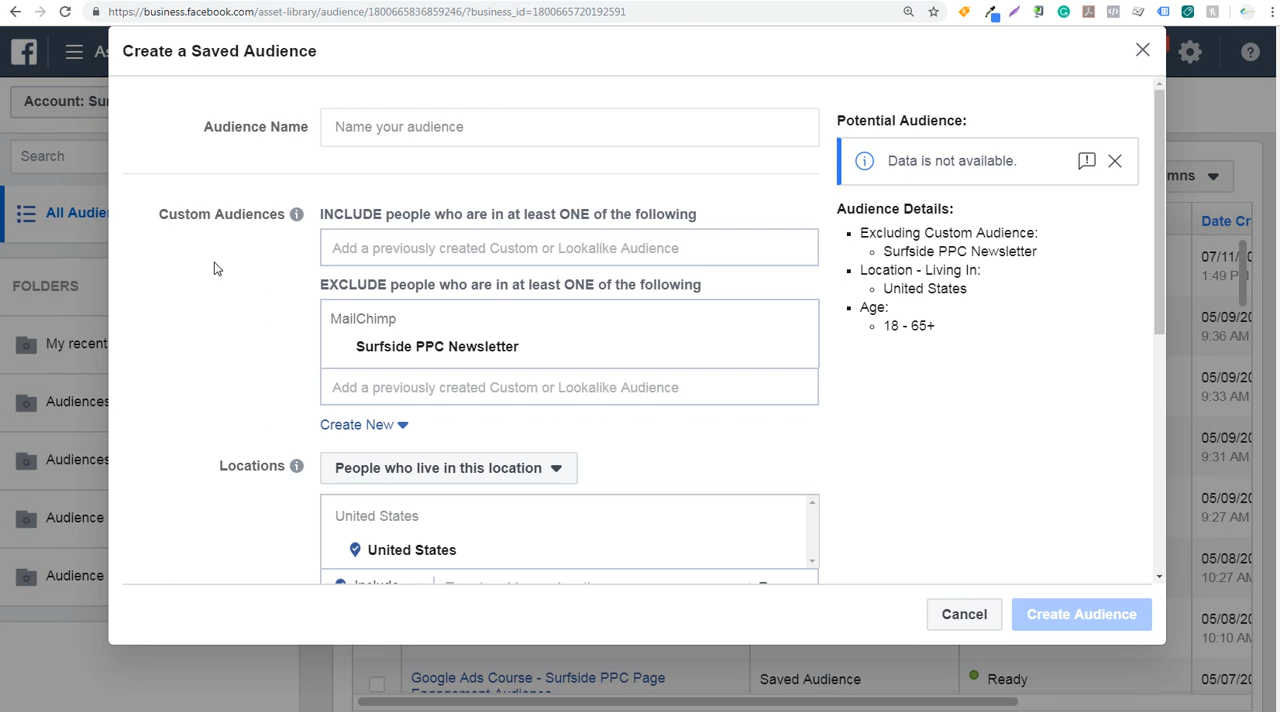 https://business.facebook.com/asset-library/audience/1800665836859246/?business_id=1800665720192591
Create a Saved Audience
Account: Su
Search
All Audie
FOLDERS
My recent
Audiences
Audiences
Audience
Audience
Audience Name
Name your audience
Custom Audiences
INCLUDE people who are in at least ONE of the following
Add a previously created Custom or Lookalike Audience
EXCLUDE people who are in at least ONE of the following
MailChimp
Surfside PPC Newsletter
Add a previously created Custom or Lookalike Audience
Create New
Locations
People who live in this location
United States
United States
Include
Potential Audience:
Data is not available.
Audience Details:
Excluding Custom Audience:
Surfside PPC Newsletter
Location - Living In:
United States
Age:
18 - 65+
Cancel
Create Audience
mns
Date Cr
07/11/20
1:49 P
05/09/20
9:36 AM
05/09/20
9:33 AM
05/09/20
9:31 AM
05/09/20
9:27 AM
05/08/20
10:27 AM
05/08/20
10:10 AM
Google Ads Course - Surfside PPC Page
Engagement Audience
Saved Audience
Ready
05/07/20